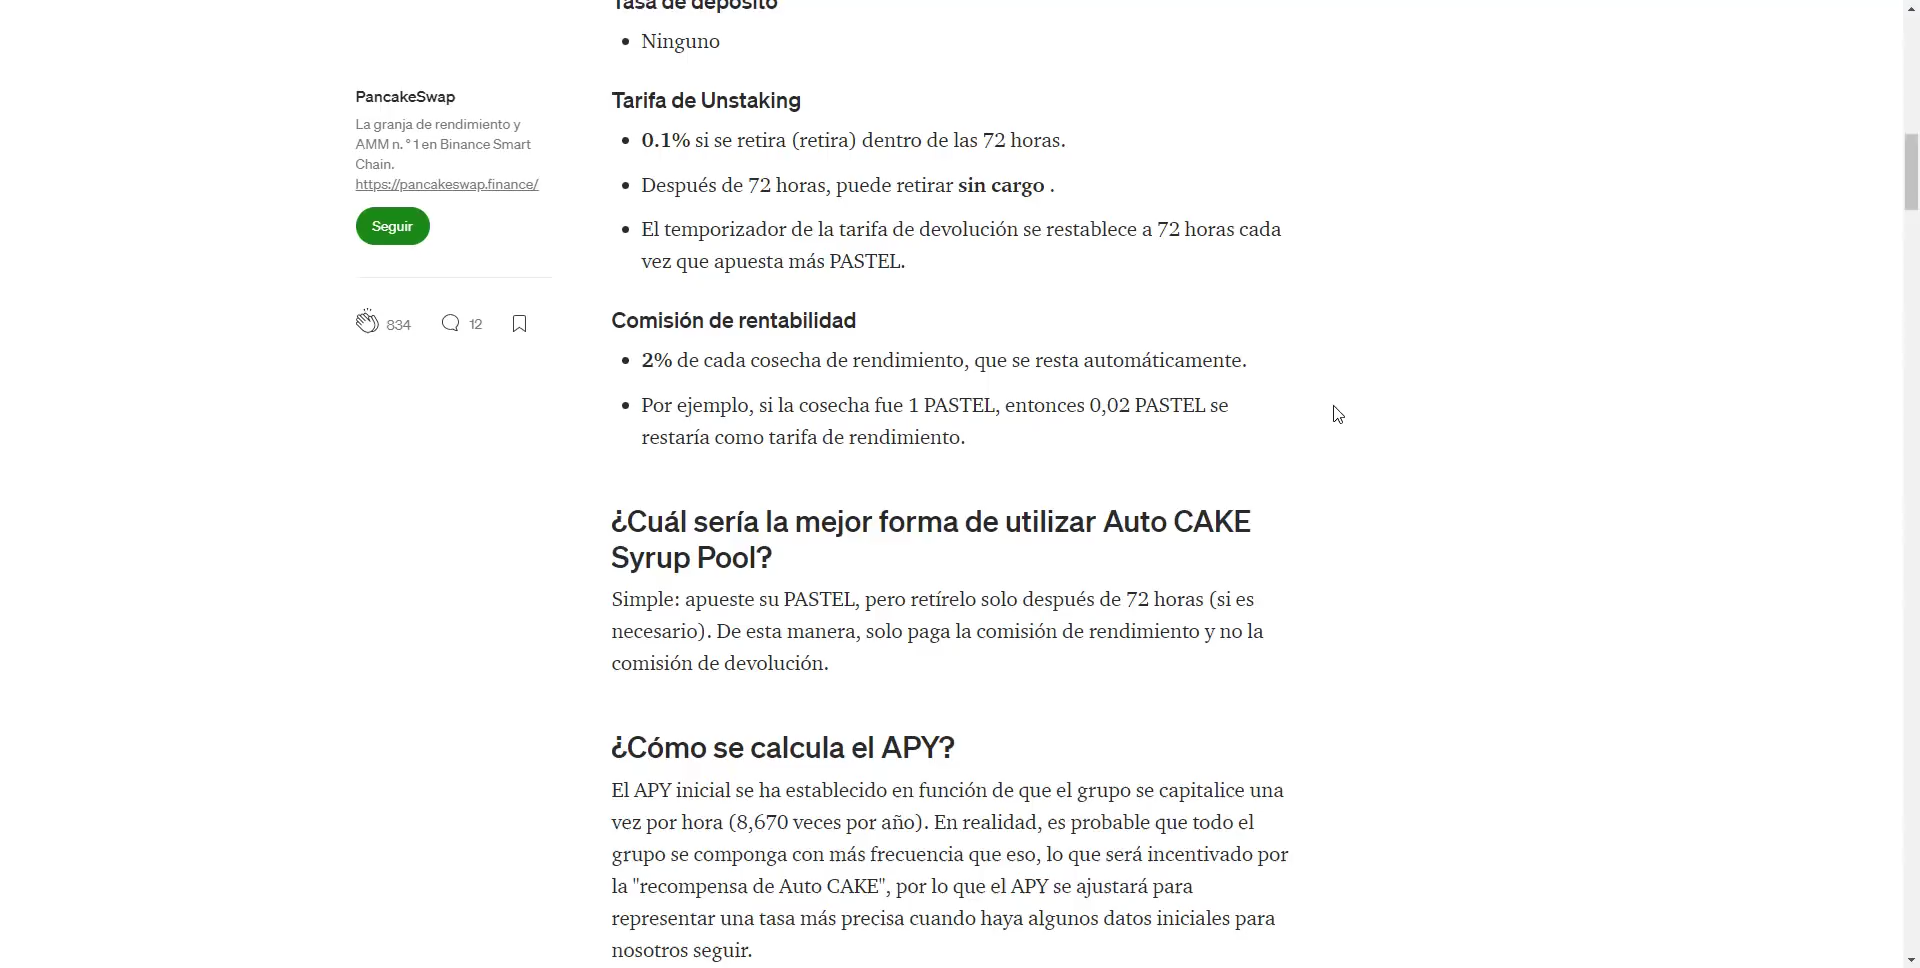 Tasa de depósito
Ninguno
PancakeSwap
La granja de rendimiento y
AMM n. ° 1 en Binance Smart
Chain.
https://pancakeswap.finance/
Seguir
834
12
Tarifa de Unstaking
0.1% si se retira (retira) dentro de las 72 horas.
Después de 72 horas, puede retirar sin cargo .
El temporizador de la tarifa de devolución se restablece a 72 horas cada
vez que apuesta más PASTEL.
Comisión de rentabilidad
2% de cada cosecha de rendimiento, que se resta automáticamente.
Por ejemplo, si la cosecha fue 1 PASTEL, entonces 0,02 PASTEL se
restaría como tarifa de rendimiento.
¿Cuál sería la mejor forma de utilizar Auto CAKE
Syrup Pool?
Simple: apueste su PASTEL, pero retírelo solo después de 72 horas (si es
necesario). De esta manera, solo paga la comisión de rendimiento y no la
comisión de devolución.
¿Cómo se calcula el APY?
El APY inicial se ha establecido en función de que el grupo se capitalice una
vez por hora (8,670 veces por año). En realidad, es probable que todo el
grupo se componga con más frecuencia que eso, lo que será incentivado por
la "recompensa de Auto CAKE", por lo que el APY se ajustará para
representar una tasa más precisa cuando haya algunos datos iniciales para
nosotros seguir.